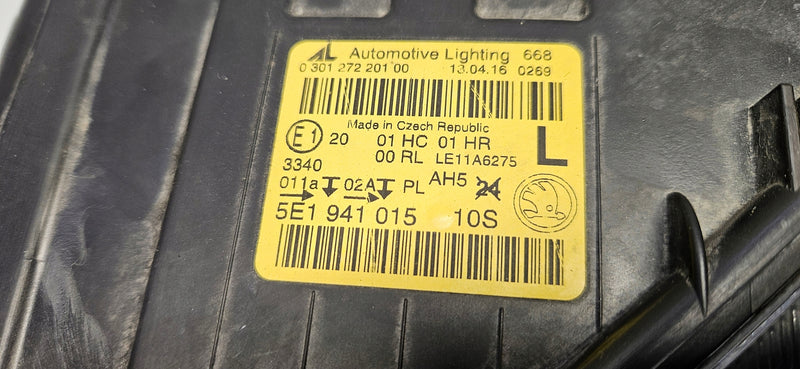 AL Automotive Lighting 668
0 301 272 201 00 13.04.16 0269
Made in Czech Republic
E1 20 01 HC 01 HR
00 RL LE11A6275 L
3340
011a 02A PL AH5 24
5E1 941 015 10S